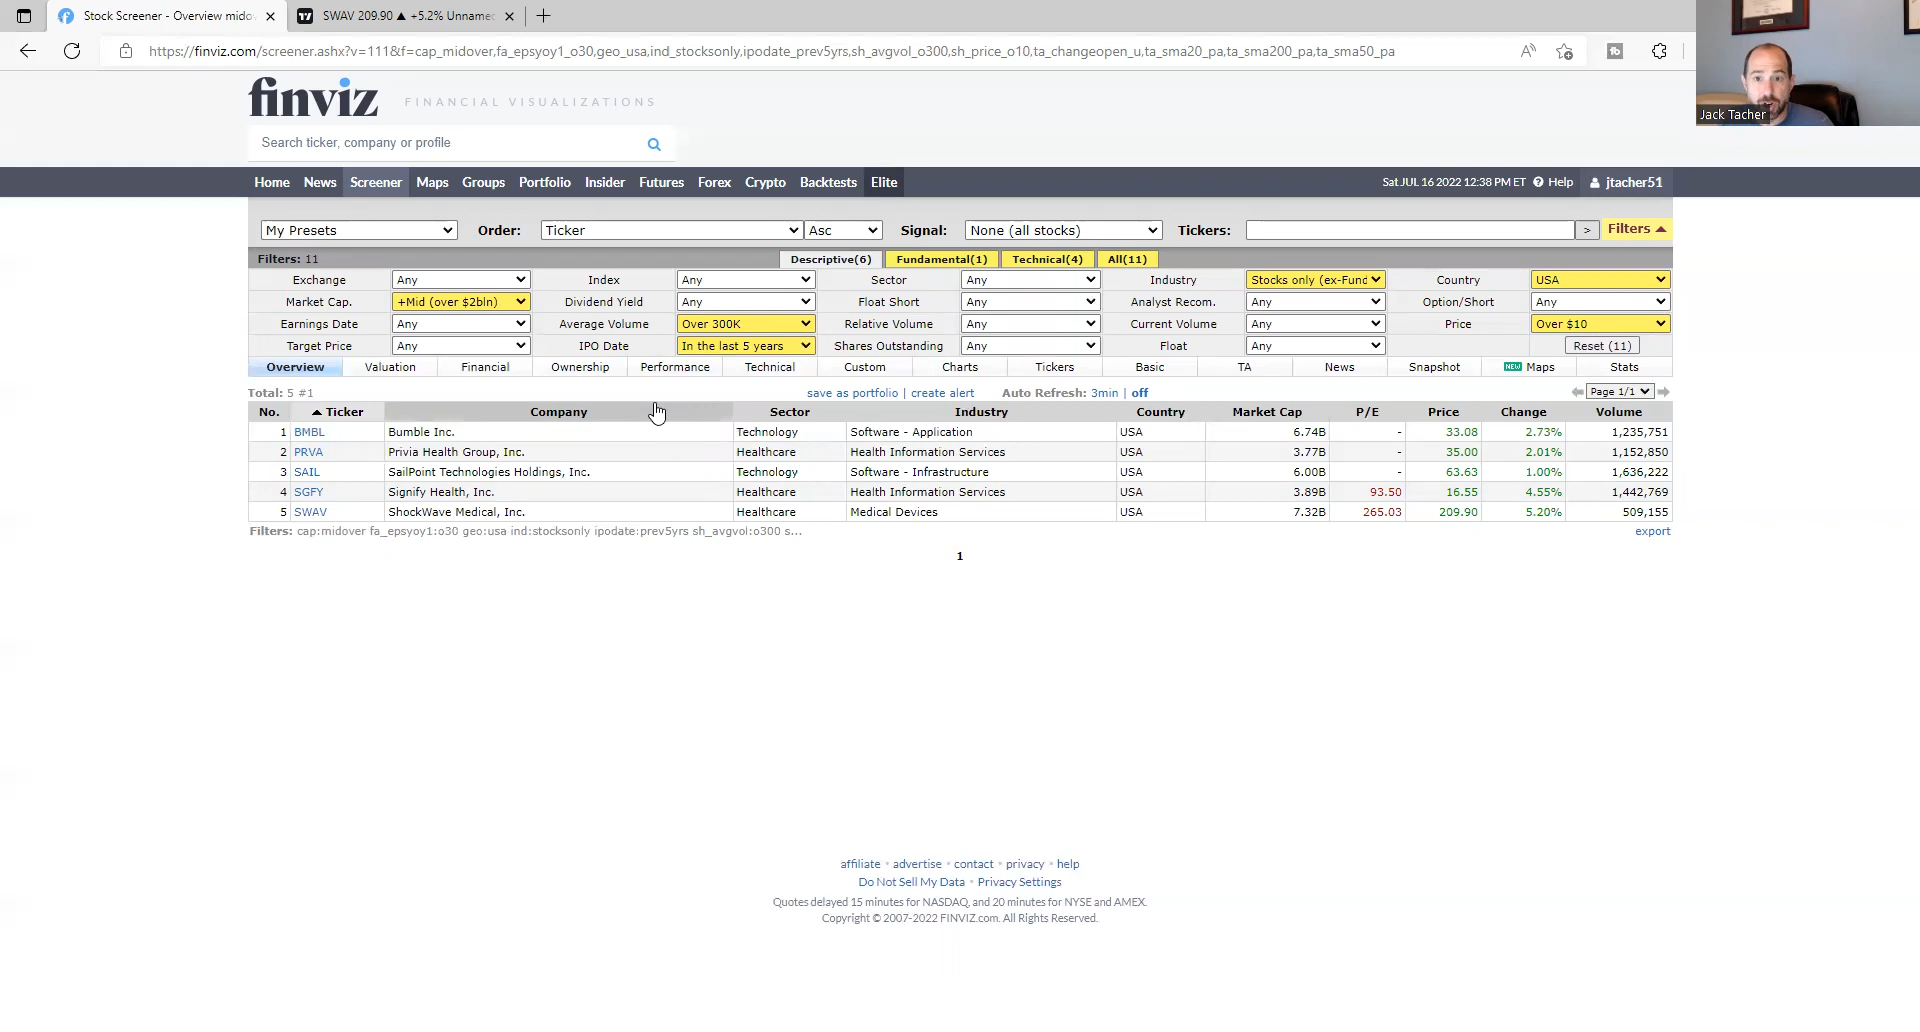 Stock Screener - Overview midov
SWAV 209.90 ▲ +5.2% Unname
https://finviz.com/screener.ashx?v=111&f=cap_midover,fa_epsyoy1_o30,geo_usa,ind_stocksonly,ipodate_prev5yrs,sh_avgvol_o300,sh_price_o10,ta_changeopen_u,ta_sma20_pa,ta_sma200_pa,ta_sma50_pa
Jack Tacher
finviz FINANCIAL VISUALIZATIONS
Search ticker, company or profile
Home News Screener Maps Groups Portfolio Insider Futures Forex Crypto Backtests Elite Sat JUL 16 2022 12:38 PM ET Help jtacher51
My Presets Order: Ticker Asc Signal: None (all stocks) Tickers: > Filters
Filters: 11 Descriptive(6) Fundamental(1) Technical(4) All(11)
Exchange Any Index Any Sector Any Industry Stocks only (ex-Fund Country USA
Market Cap. +Mid (over $2bln) Dividend Yield Any Float Short Any Analyst Recom. Any Option/Short Any
Earnings Date Any Average Volume Over 300K Relative Volume Any Current Volume Any Price Over $10
Target Price Any IPO Date In the last 5 years Shares Outstanding Any Float Any Reset (11)
Overview Valuation Financial Ownership Performance Technical Custom Charts Tickers Basic TA News Snapshot NEW Maps Stats
Total: 5 #1 save as portfolio | create alert Auto Refresh: 3min | off Page 1/1
No. Ticker Company Sector Industry Country Market Cap P/E Price Change Volume
1 BMBL Bumble Inc. Technology Software - Application USA 6.74B - 33.08 2.73% 1,235,751
2 PRVA Privia Health Group, Inc. Healthcare Health Information Services USA 3.77B - 35.00 2.01% 1,152,850
3 SAIL SailPoint Technologies Holdings, Inc. Technology Software - Infrastructure USA 6.00B - 63.63 1.00% 1,636,222
4 SGFY Signify Health, Inc. Healthcare Health Information Services USA 3.89B 93.50 16.55 4.55% 1,442,769
5 SWAV ShockWave Medical, Inc. Healthcare Medical Devices USA 7.32B 265.03 209.90 5.20% 509,155
Filters: cap:midover fa_epsyoy1:o30 geo:usa ind:stocksonly ipodate:prev5yrs sh_avgvol:o300 s... export
1
affiliate • advertise • contact • privacy • help
Do Not Sell My Data • Privacy Settings
Quotes delayed 15 minutes for NASDAQ, and 20 minutes for NYSE and AMEX.
Copyright © 2007-2022 FINVIZ.com. All Rights Reserved.